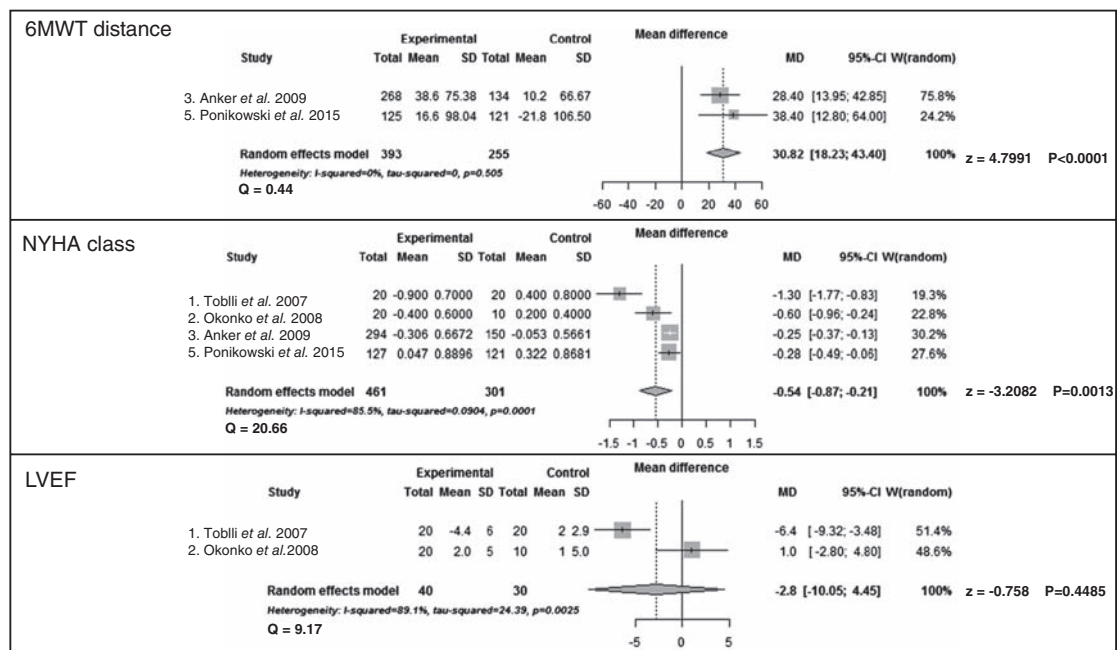 6MWT distance
Experimental Control Mean difference
Study Total Mean SD Total Mean SD MD 95%-CI W(random)
3. Anker et al. 2009 268 38.6 75.38 134 10.2 66.67 28.40 [13.95; 42.85] 75.8%
5. Ponikowski et al. 2015 125 16.6 98.04 121 -21.8 106.50 38.40 [12.80; 64.00] 24.2%
Random effects model 393 255 30.82 [18.23; 43.40] 100% z = 4.7991 P<0.0001
Heterogeneity: I-squared=0%, tau-squared=0, p=0.505
Q = 0.44
-60 -40 -20 0 20 40 60
NYHA class
Experimental Control Mean difference
Study Total Mean SD Total Mean SD MD 95%-CI W(random)
1. Toblli et al. 2007 20 -0.900 0.7000 20 0.400 0.8000 -1.30 [-1.77; -0.83] 19.3%
2. Okonko et al. 2008 20 -0.400 0.6000 10 0.200 0.4000 -0.60 [-0.96; -0.24] 22.8%
3. Anker et al. 2009 294 -0.306 0.6672 150 -0.053 0.5661 -0.25 [-0.37; -0.13] 30.2%
5. Ponikowski et al. 2015 127 0.047 0.8896 121 0.322 0.8681 -0.28 [-0.49; -0.06] 27.6%
Random effects model 461 301 -0.54 [-0.87; -0.21] 100% z = -3.2082 P=0.0013
Heterogeneity: I-squared=85.5%, tau-squared=0.0904, p=0.0001
Q = 20.66
-1.5 -1 -0.5 0 0.5 1 1.5
LVEF
Experimental Control Mean difference
Study Total Mean SD Total Mean SD MD 95%-CI W(random)
1. Toblli et al. 2007 20 -4.4 6 20 2 2.9 -6.4 [-9.32; -3.48] 51.4%
2. Okonko et al.2008 20 2.0 5 10 1 5.0 1.0 [-2.80; 4.80] 48.6%
Random effects model 40 30 -2.8 [-10.05; 4.45] 100% z = -0.758 P=0.4485
Heterogeneity: I-squared=89.1%, tau-squared=24.39, p=0.0025
Q = 9.17
-5 0 5